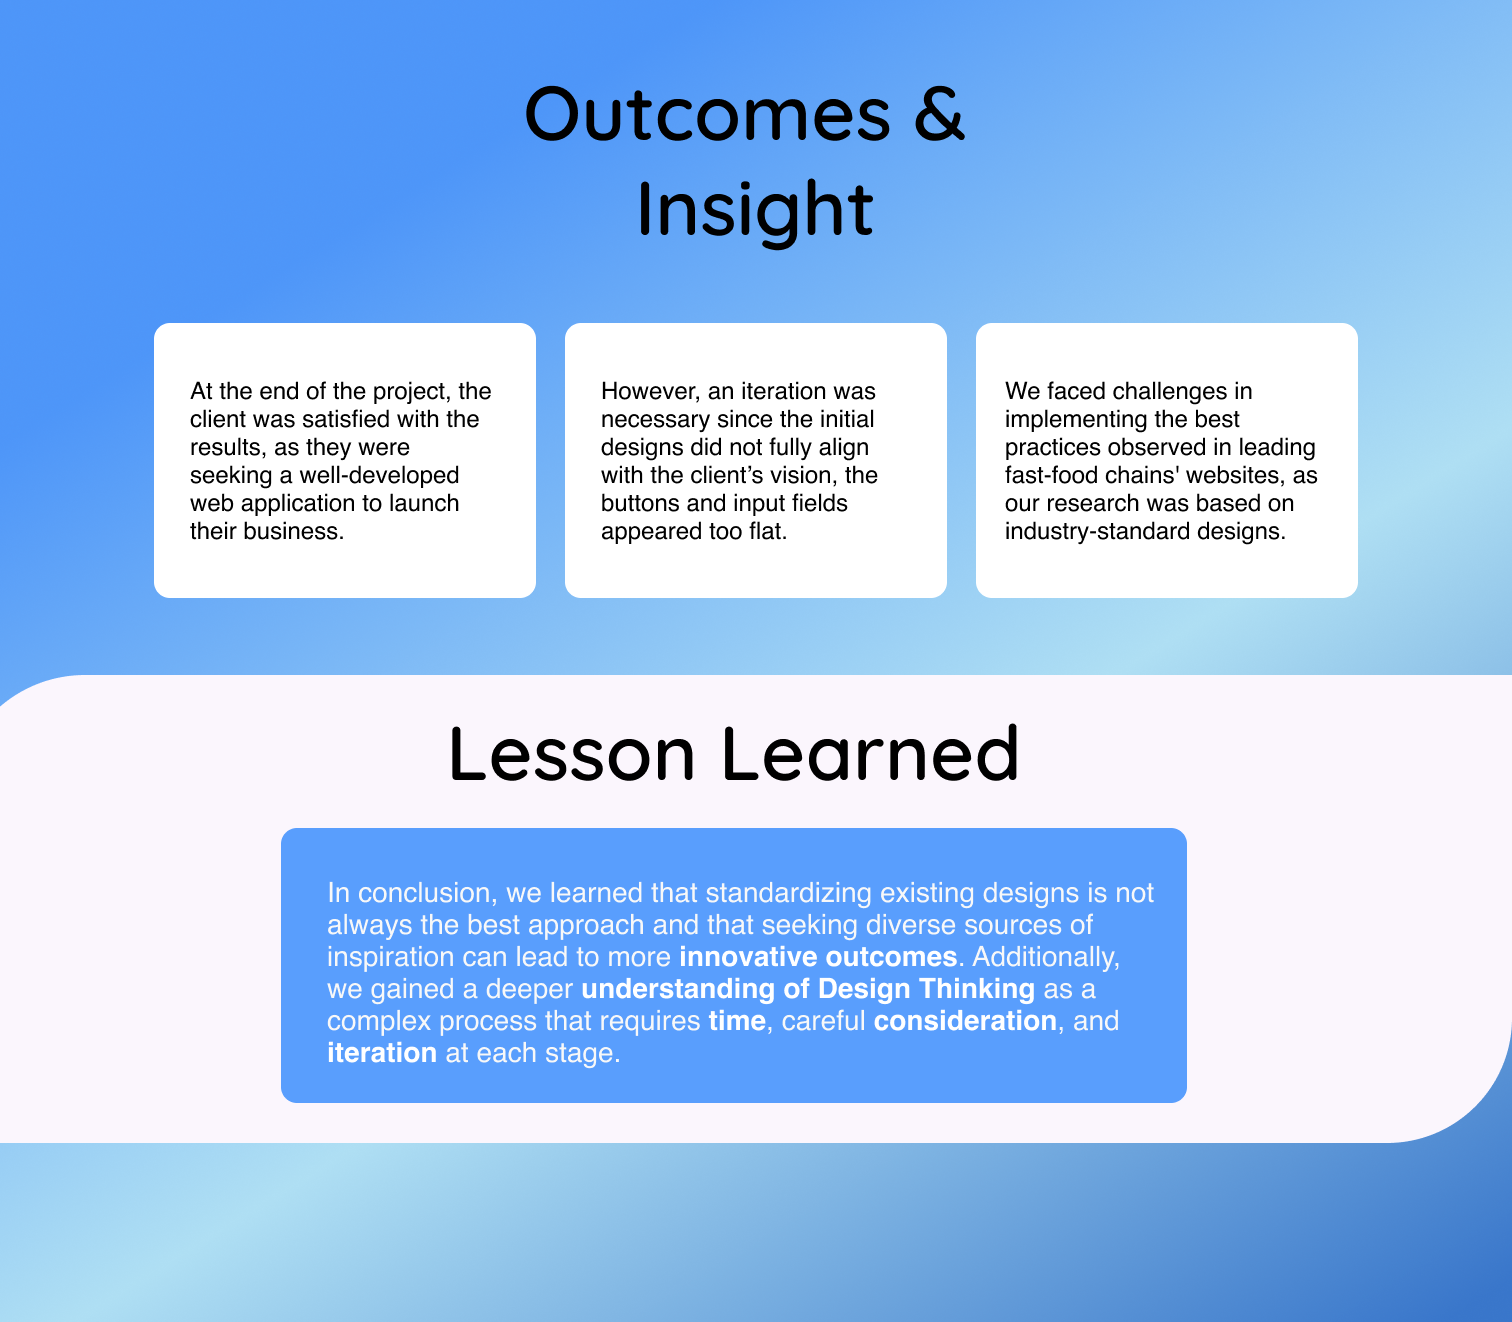 Outcomes &
Insight
At the end of the project, the
client was satisfied with the
results, as they were
seeking a well-developed
web application to launch
their business.
However, an iteration was
necessary since the initial
designs did not fully align
with the client’s vision, the
buttons and input fields
appeared too flat.
We faced challenges in
implementing the best
practices observed in leading
fast-food chains' websites, as
our research was based on
industry-standard designs.
Lesson Learned
In conclusion, we learned that standardizing existing designs is not
always the best approach and that seeking diverse sources of
inspiration can lead to more innovative outcomes. Additionally,
we gained a deeper understanding of Design Thinking as a
complex process that requires time, careful consideration, and
iteration at each stage.